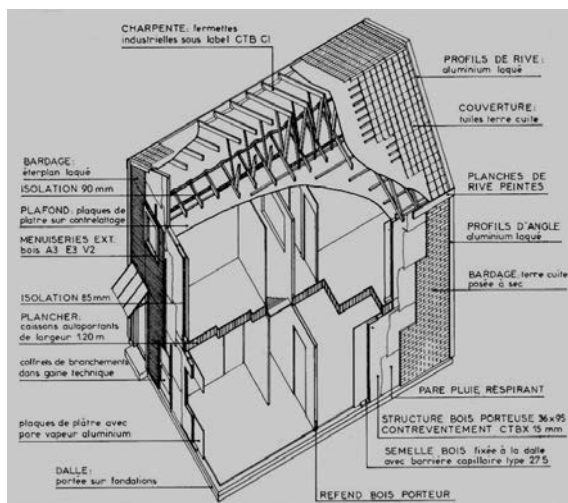 CHARPENTE: fermettes
industrielles sous label CTB CI
PROFILS DE RIVE:
aluminium laqué
COUVERTURE:
tuiles terre cuite
BARDAGE:
éterplan laqué
ISOLATION 90 mm
PLAFOND: plaques de
platre sur contrelattage
MENUISERIES EXT.
bois A3 E3 V2
ISOLATION 85mm
PLANCHER:
caissons autoportants
de largeur 1.20 m
coffrets de branchements
dans gaine technique
plaques de plâtre avec
pare vapeur aluminium
DALLE:
portée sur fondations
PLANCHES DE
RIVE PEINTES
PROFILS D'ANGLE
aluminium laqué
BARDAGE: terre cuite
posée à sec
PARE PLUIE RESPIRANT
STRUCTURE BOIS PORTEUSE 36x95
CONTREVENTEMENT CTBX 15 mm
SEMELLE BOIS fixée à la dalle
avec barrière capillaire type 27.5
REFEND BOIS PORTEUR